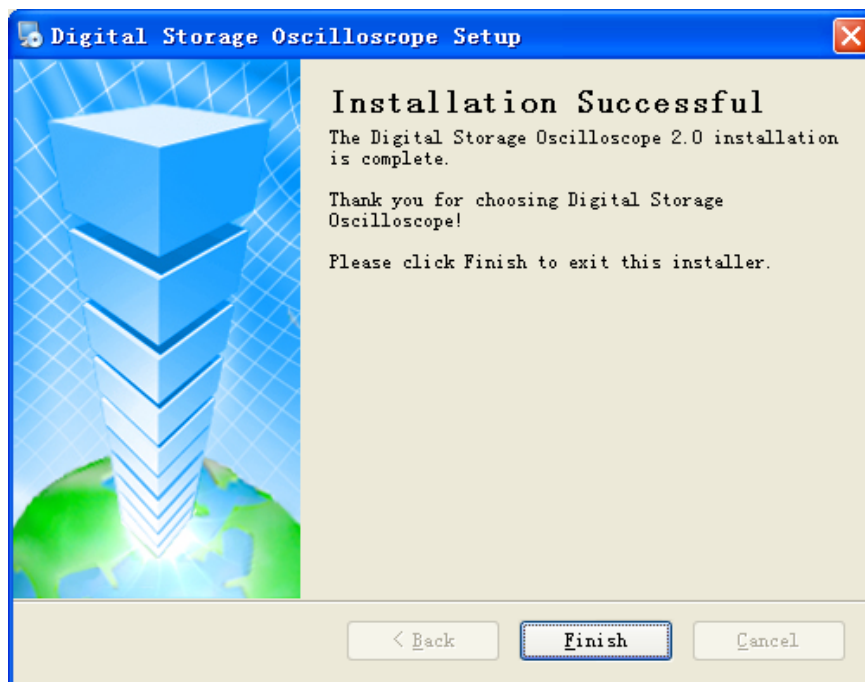 Digital Storage Oscilloscope Setup
Installation Successful
The Digital Storage Oscilloscope 2.0 installation
is complete.
Thank you for choosing Digital Storage
Oscilloscope!
Please click Finish to exit this installer.
< Back
Finish
Cancel